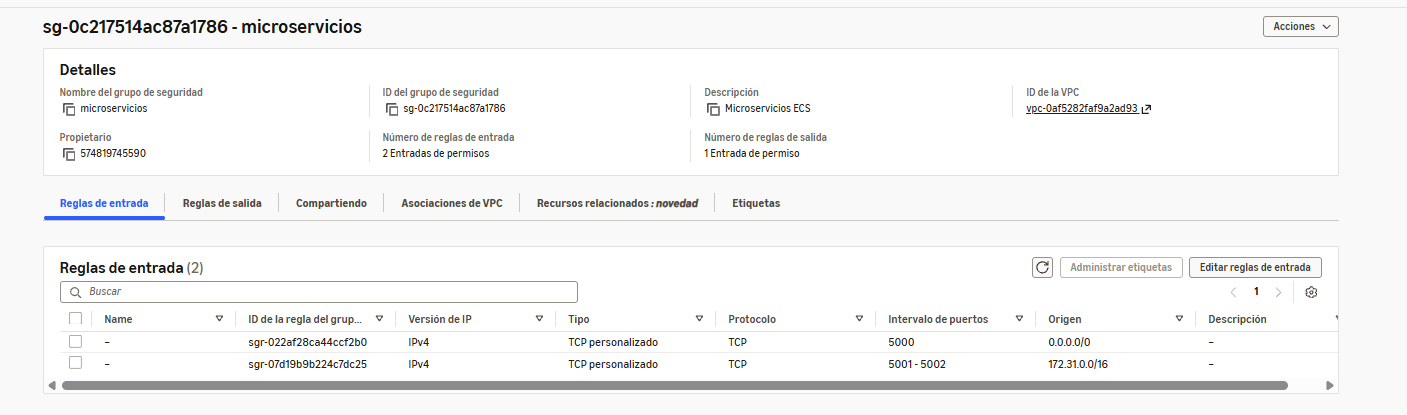 sg-0c217514ac87a1786 - microservicios
Acciones
Detalles
Nombre del grupo de seguridad
microservicios
ID del grupo de seguridad
sg-0c217514ac87a1786
Descripción
Microservicios ECS
ID de la VPC
vpc-0af5282faf9a2ad93
Propietario
574819745590
Número de reglas de entrada
2 Entradas de permisos
Número de reglas de salida
1 Entrada de permiso
Reglas de entrada Reglas de salida Compartiendo Asociaciones de VPC Recursos relacionados : novedad Etiquetas
Reglas de entrada (2)
Administrar etiquetas
Editar reglas de entrada
Buscar
1
Name ID de la regla del grup... Versión de IP Tipo Protocolo Intervalo de puertos Origen Descripción
– sgr-022af28ca44ccf2b0 IPv4 TCP personalizado TCP 5000 0.0.0.0/0 –
– sgr-07d19b9b224c7dc25 IPv4 TCP personalizado TCP 5001 - 5002 172.31.0.0/16 –